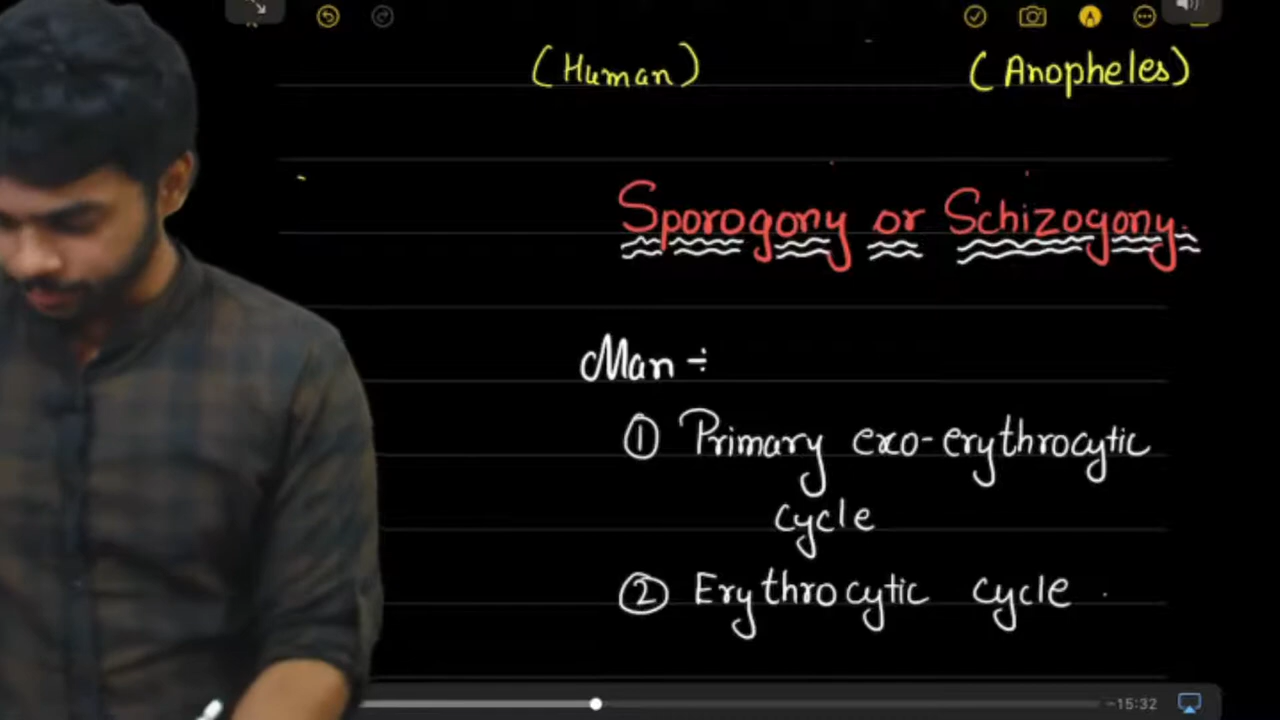 (Human) (Anopheles)
Sporogony or Schizogony.
Man ÷
① Primary exo-erythrocytic
cycle
② Erythrocytic cycle
-15:32